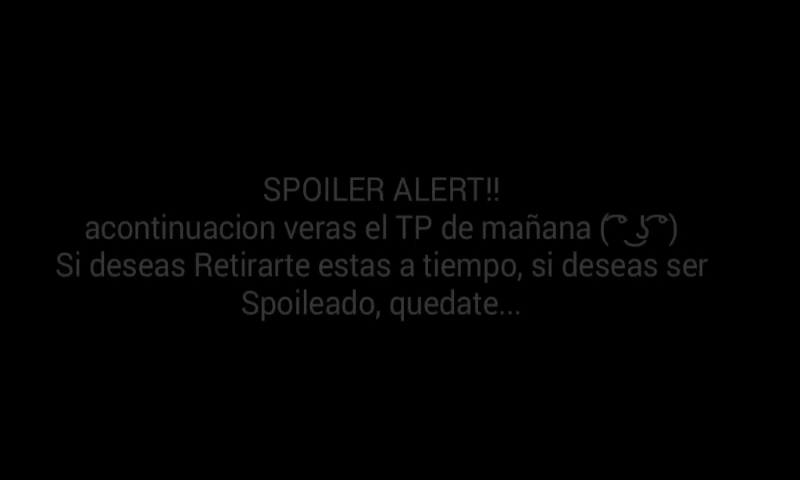 SPOILER ALERT!!
acontinuacion veras el TP de mañana ( ͡° ͜ʖ ͡°)
Si deseas Retirarte estas a tiempo, si deseas ser
Spoileado, quedate...